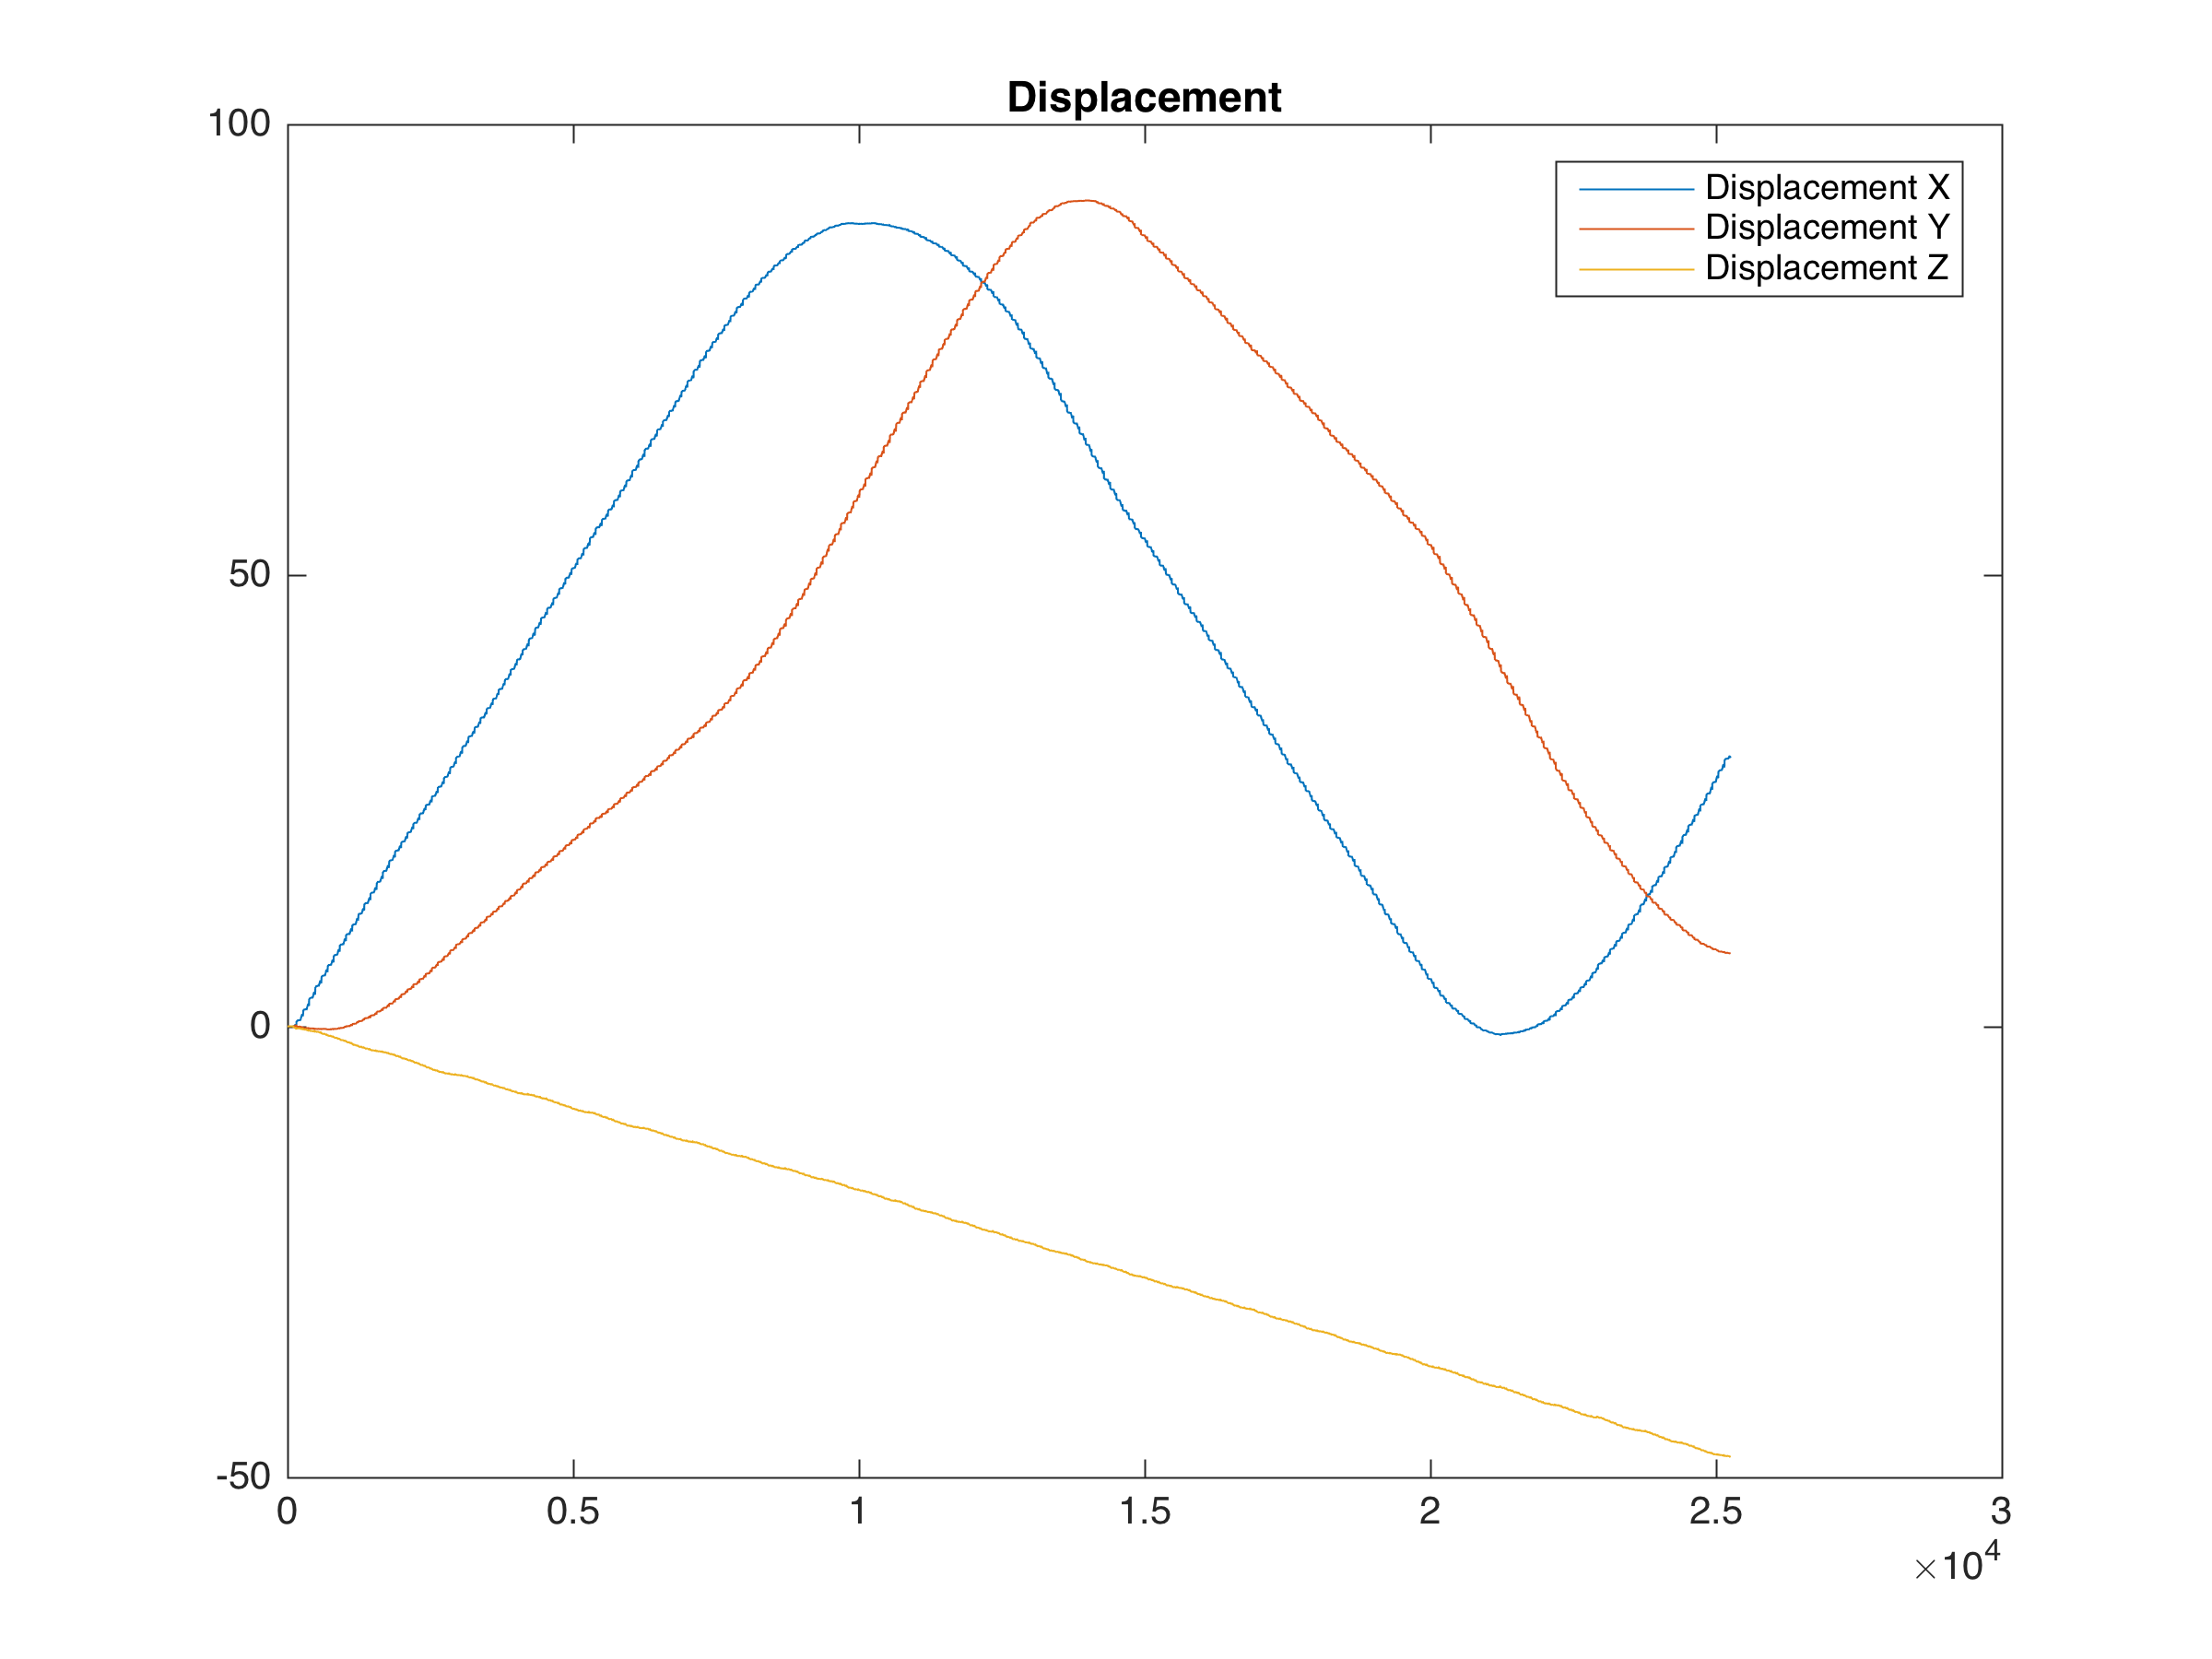 Displacement
100
50
0
-50
0 0.5 1 1.5 2 2.5 3
×10⁴
Displacement X
Displacement Y
Displacement Z